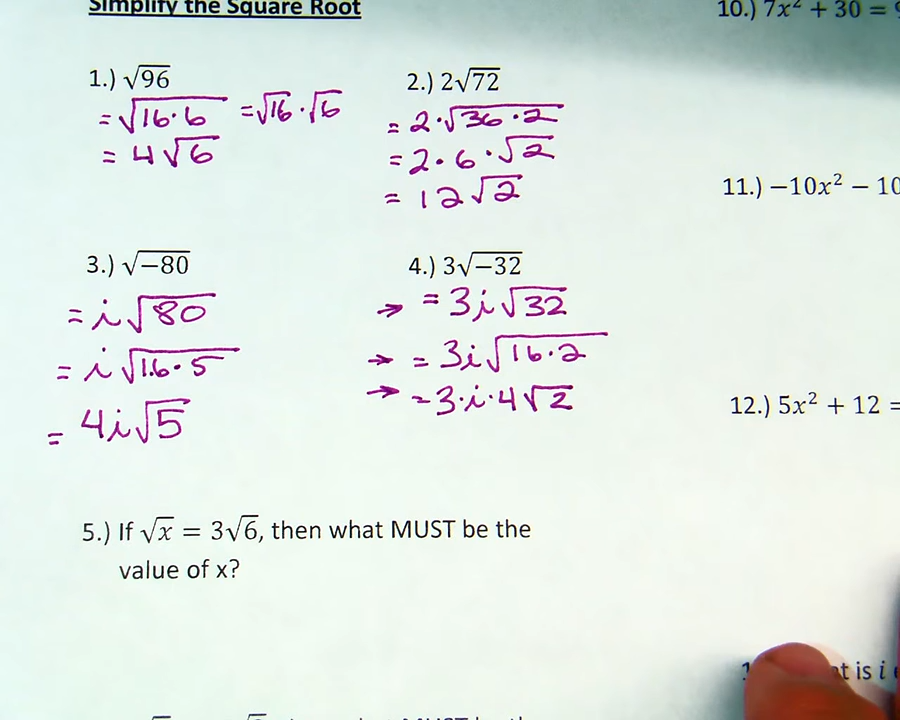 Simplify the Square Root
10.) 7x² + 30 =
1.) √96
= √16·6 = √16 · √6
= 4√6
2.) 2√72
= 2·√36·2
= 2·6·√2
= 12√2
11.) −10x² − 10
3.) √−80
= i√80
= i√16·5
= 4i√5
4.) 3√−32
→ = 3i√32
→ = 3i√16·2
→ = 3·i·4√2
12.) 5x² + 12 =
5.) If √x = 3√6, then what MUST be the
value of x?
is i